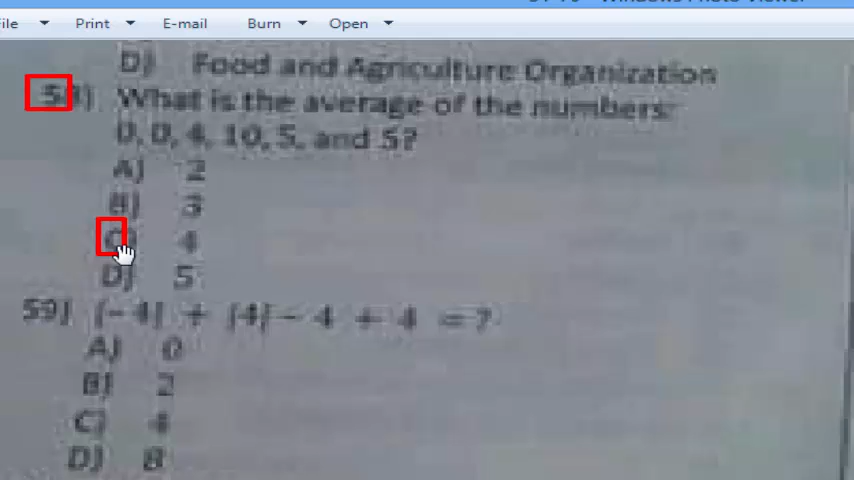 Print E-mail Burn Open
D) Food and Agriculture Organization
58) What is the average of the numbers:
0, 0, 4, 10, 5, and 5?
A) 2
B) 3
C) 4
D) 5
59) |-4| + |4| - 4 + 4 = ?
A) 0
B) 2
C) 4
D) 8